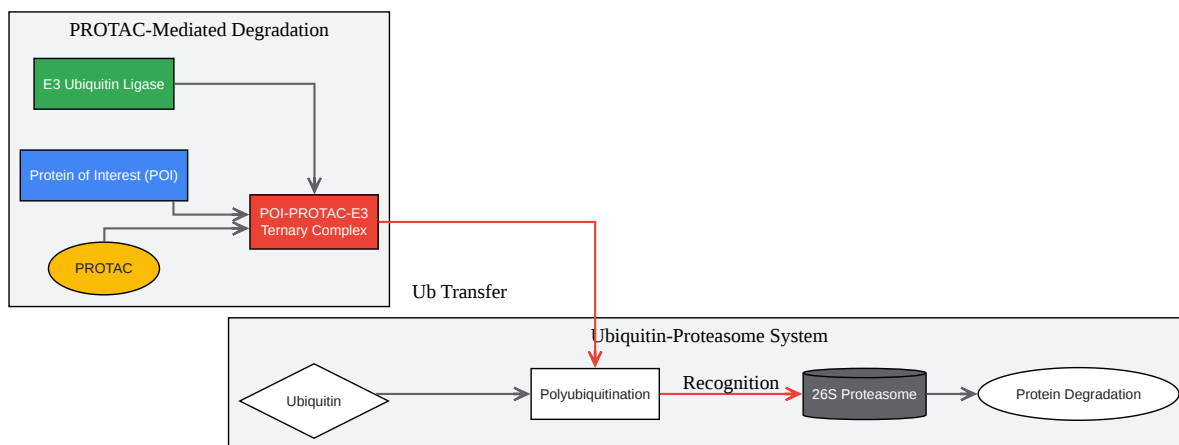 PROTAC-Mediated Degradation
E3 Ubiquitin Ligase
Protein of Interest (POI)
POI-PROTAC-E3
Ternary Complex
PROTAC
Ub Transfer
Ubiquitin-Proteasome System
Ubiquitin
Polyubiquitination
Recognition
26S Proteasome
Protein Degradation